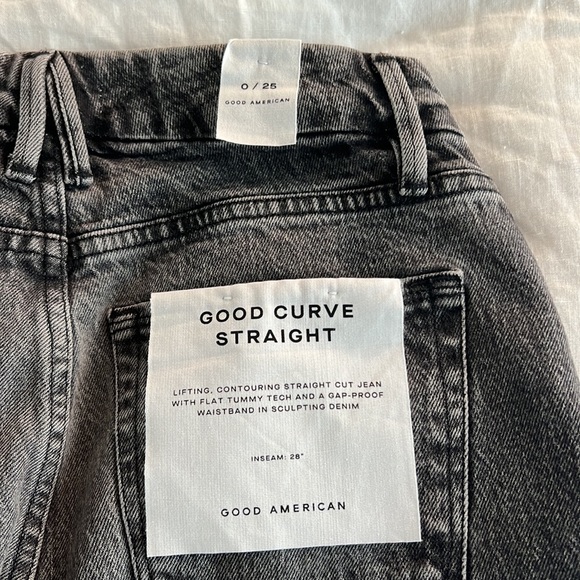 0 / 25
GOOD AMERICAN
GOOD CURVE
STRAIGHT
LIFTING, CONTOURING STRAIGHT CUT JEAN
WITH FLAT TUMMY TECH AND A GAP-PROOF
WAISTBAND IN SCULPTING DENIM
INSEAM: 28"
GOOD AMERICAN